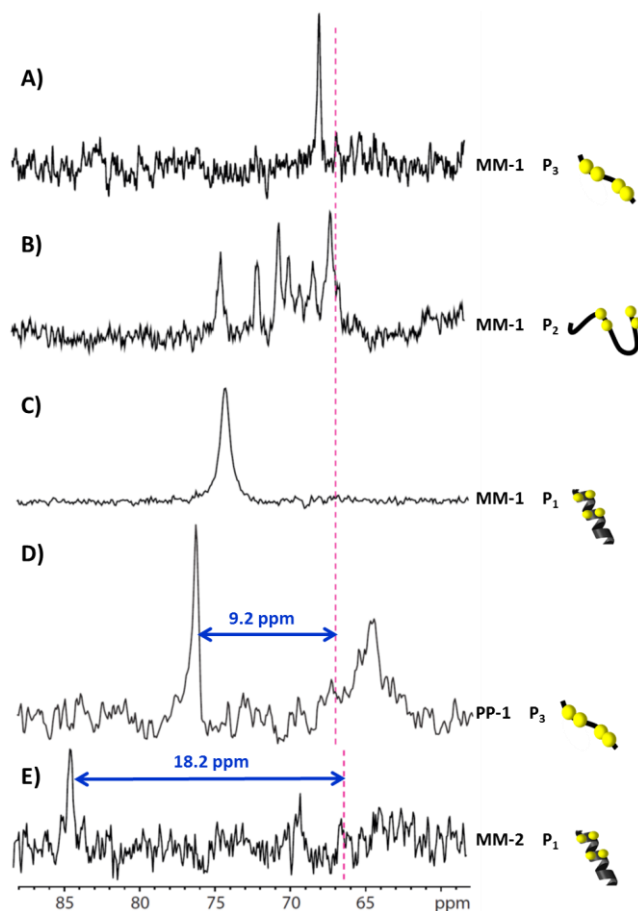 A)
MM-1 P₃
B)
MM-1 P₂
C)
MM-1 P₁
D)
9.2 ppm
PP-1 P₃
18.2 ppm
E)
MM-2 P₁
85 80 75 70 65 ppm